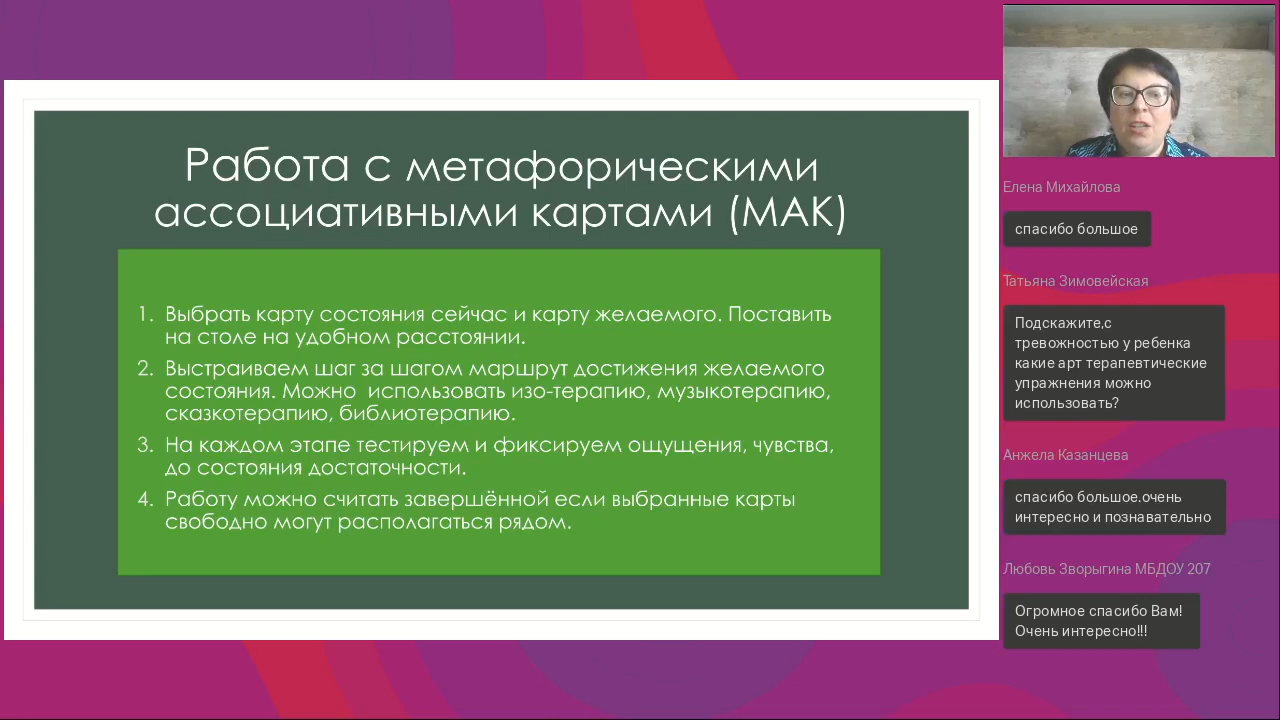 Работа с метафорическими
ассоциативными картами (МАК)
1. Выбрать карту состояния сейчас и карту желаемого. Поставить
на столе на удобном расстоянии.
2. Выстраиваем шаг за шагом маршрут достижения желаемого
состояния. Можно использовать изо-терапию, музыкотерапию,
сказкотерапию, библиотерапию.
3. На каждом этапе тестируем и фиксируем ощущения, чувства,
до состояния достаточности.
4. Работу можно считать завершённой если выбранные карты
свободно могут располагаться рядом.
Елена Михайлова
спасибо большое
Татьяна Зимовейская
Подскажите,с
тревожностью у ребенка
какие арт терапевтические
упражнения можно
использовать?
Анжела Казанцева
спасибо большое.очень
интересно и познавательно
Любовь Зворыгина МБДОУ 207
Огромное спасибо Вам!
Очень интересно!!!